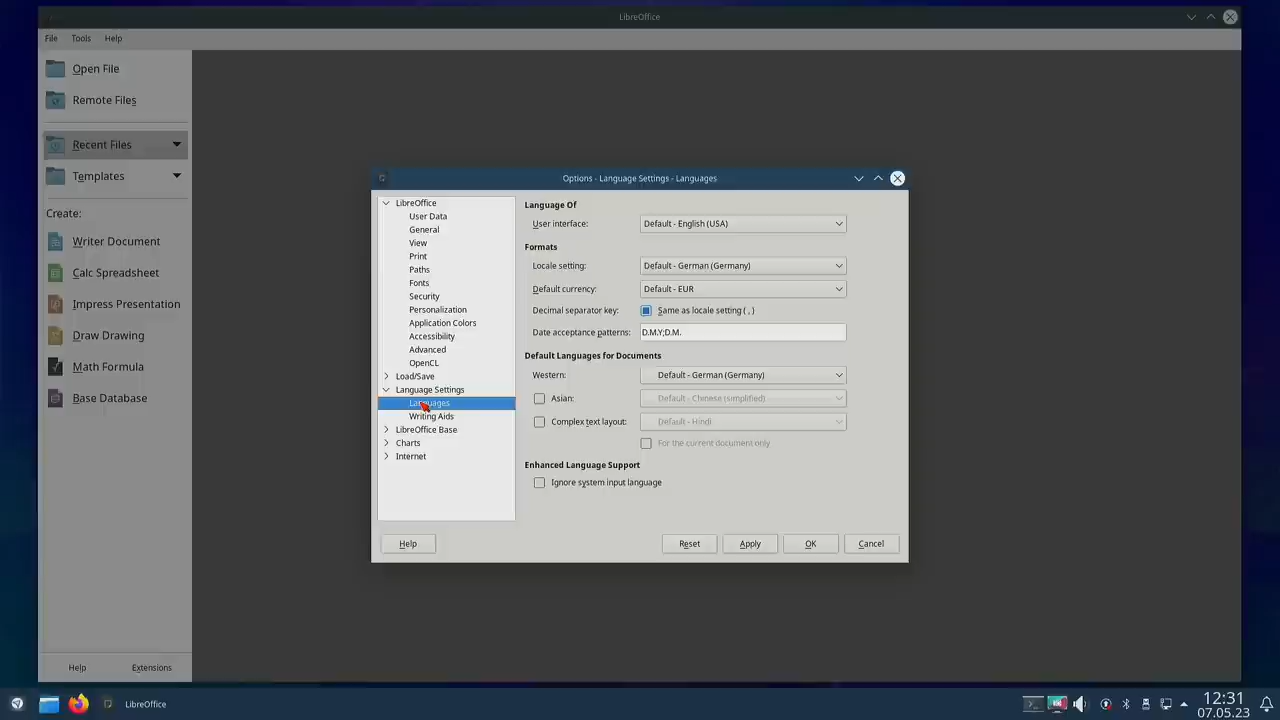 LibreOffice
File Tools Help
Open File
Remote Files
Recent Files
Templates
Create:
Writer Document
Calc Spreadsheet
Impress Presentation
Draw Drawing
Math Formula
Base Database
Help Extensions
Options - Language Settings - Languages
LibreOffice
User Data
General
View
Print
Paths
Fonts
Security
Personalization
Application Colors
Accessibility
Advanced
OpenCL
Load/Save
Language Settings
Languages
Writing Aids
LibreOffice Base
Charts
Internet
Language Of
User interface: Default - English (USA)
Formats
Locale setting: Default - German (Germany)
Default currency: Default - EUR
Decimal separator key: Same as locale setting ( , )
Date acceptance patterns: D.M.Y;D.M.
Default Languages for Documents
Western: Default - German (Germany)
Asian: Default - Chinese (simplified)
Complex text layout: Default - Hindi
For the current document only
Enhanced Language Support
Ignore system input language
Help Reset Apply OK Cancel
LibreOffice
12:31
07.05.23